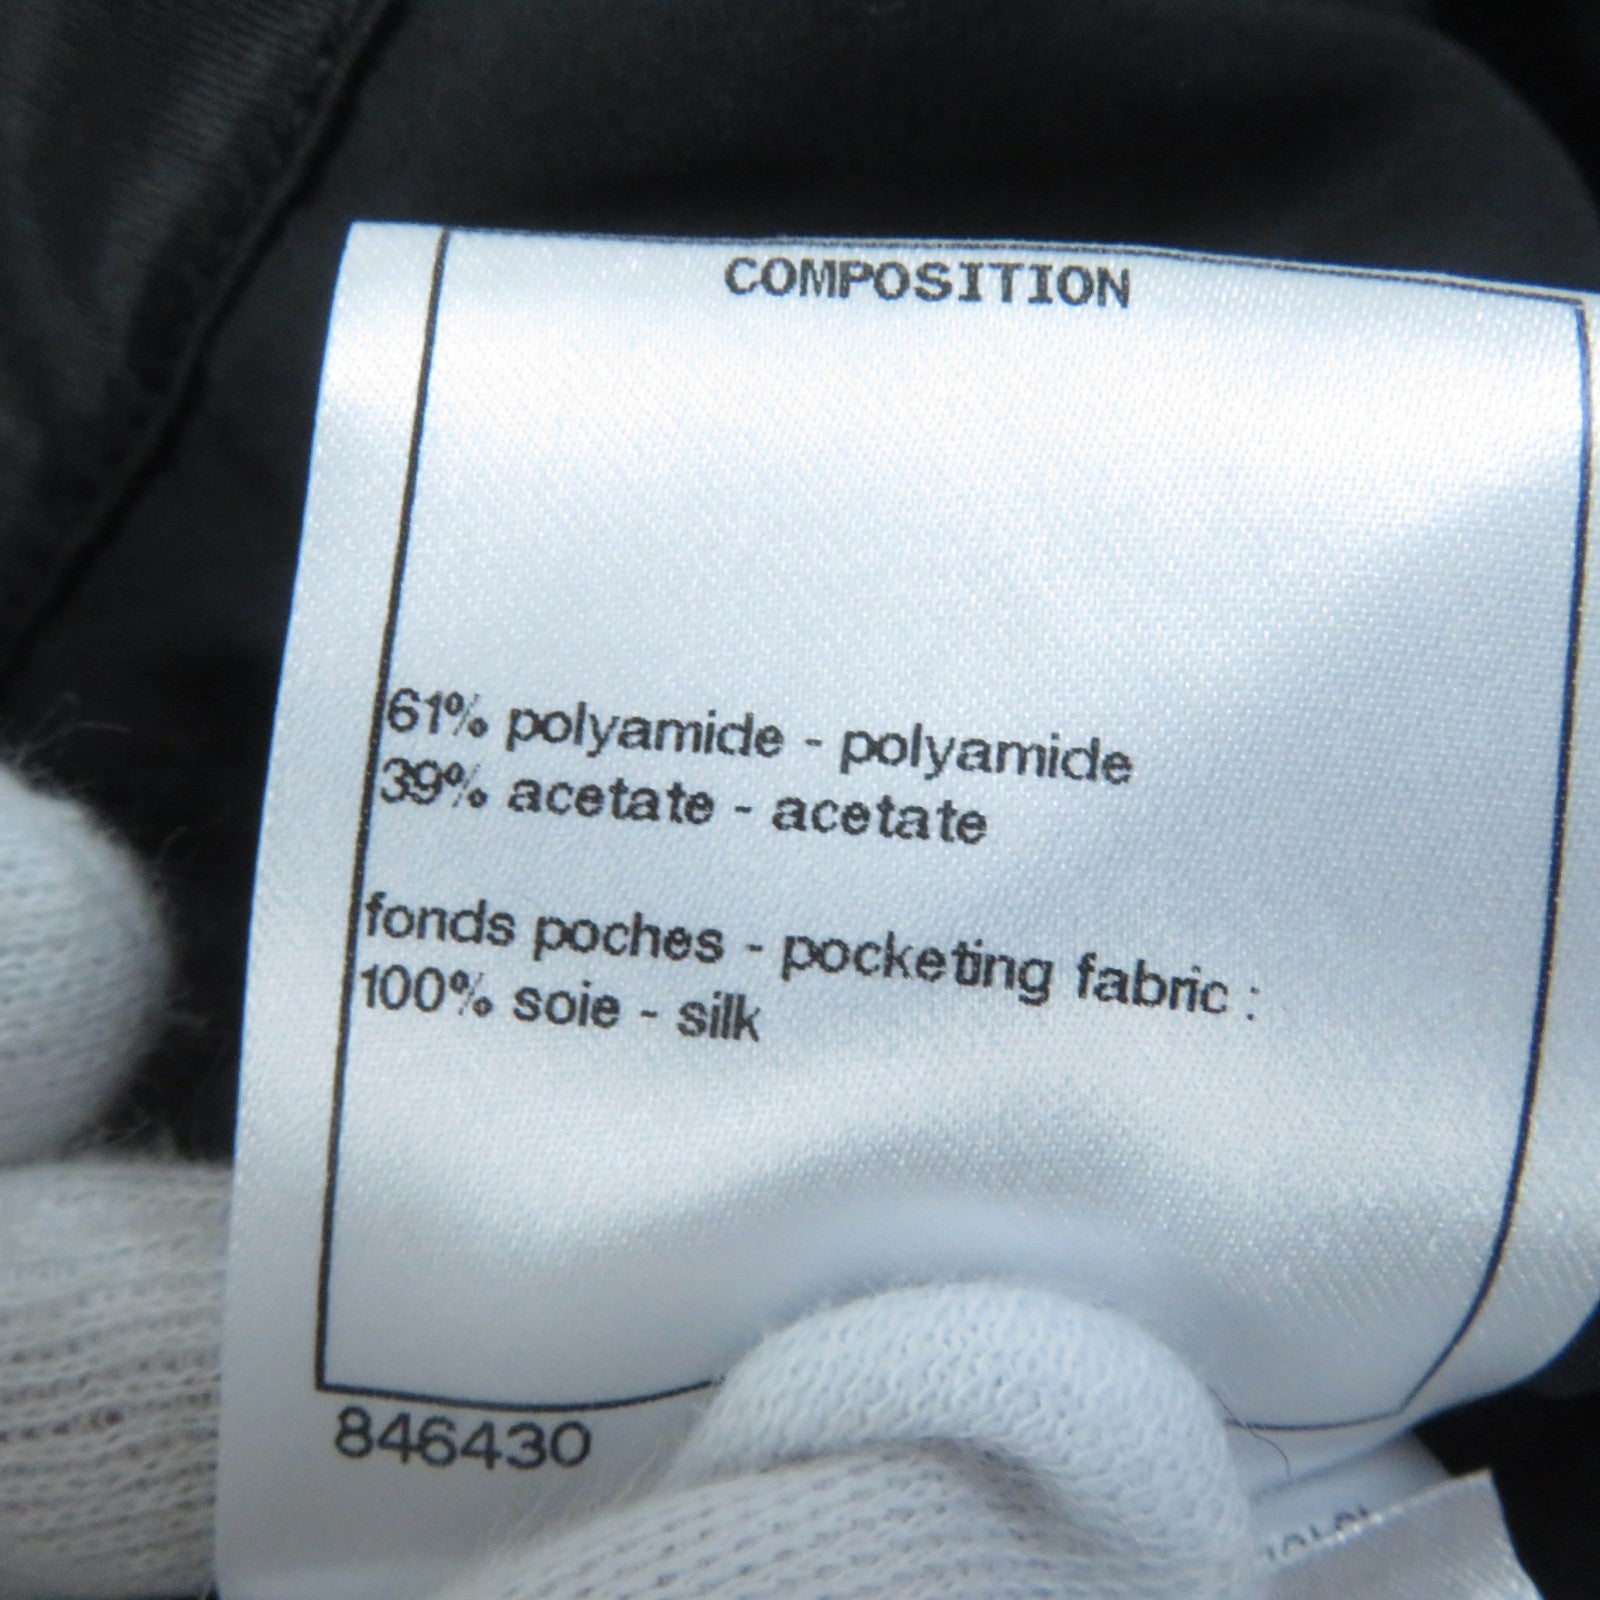 COMPOSITION
61% polyamide - polyamide
39% acetate - acetate
fonds poches - pocketing fabric :
100% soie - silk
846430